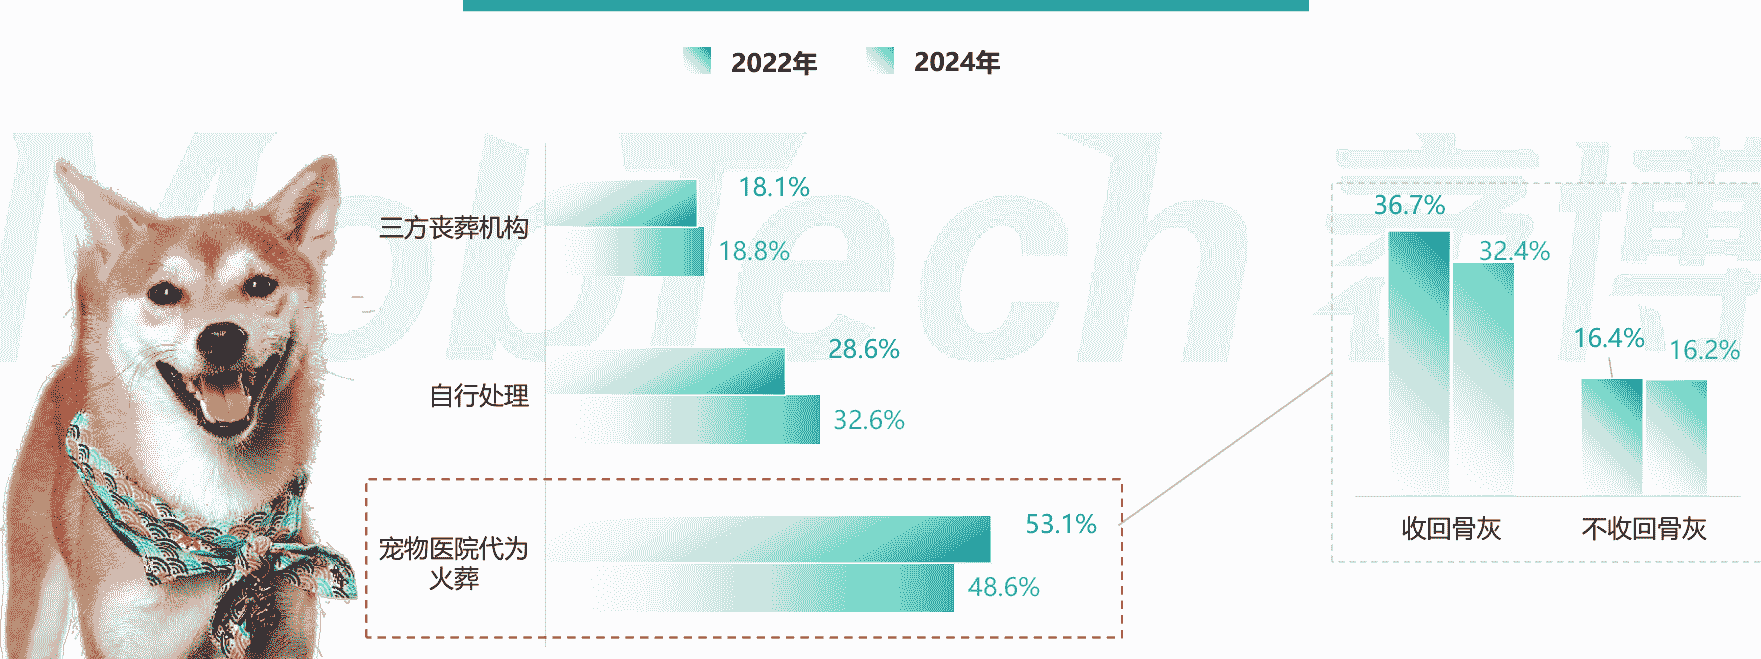 2022年 2024年
MobTech 袤博
三方丧葬机构
18.1%
18.8%
自行处理
28.6%
32.6%
宠物医院代为
火葬
53.1%
48.6%
36.7%
32.4%
16.4%
16.2%
收回骨灰
不收回骨灰